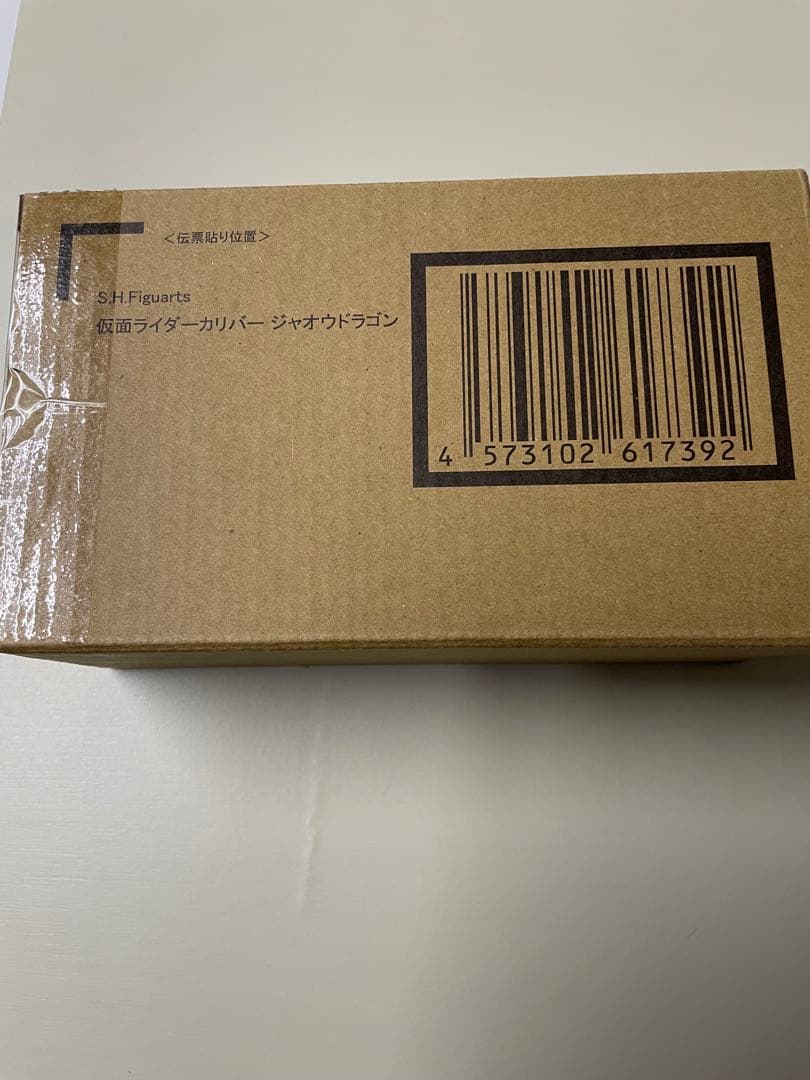 ＜伝票貼り位置＞
S.H.Figuarts
仮面ライダーカリバー ジャオウドラゴン
4 573102 617392